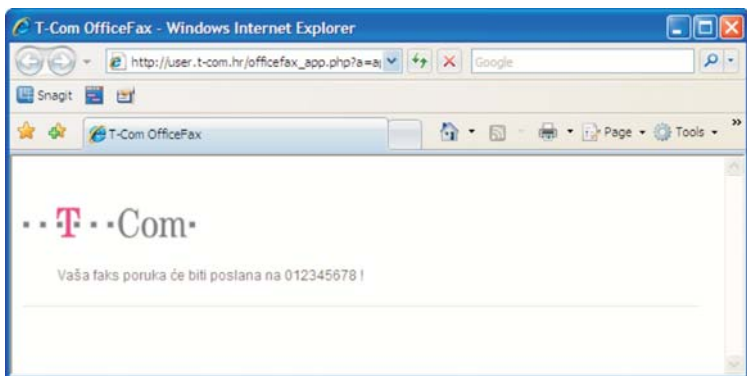 T-Com OfficeFax - Windows Internet Explorer
http://user.t-com.hr/officefax_app.php?a=a
Google
Snagit
T-Com OfficeFax
Page
Tools
»
··T··Com·
Vaša faks poruka će biti poslana na 012345678 !